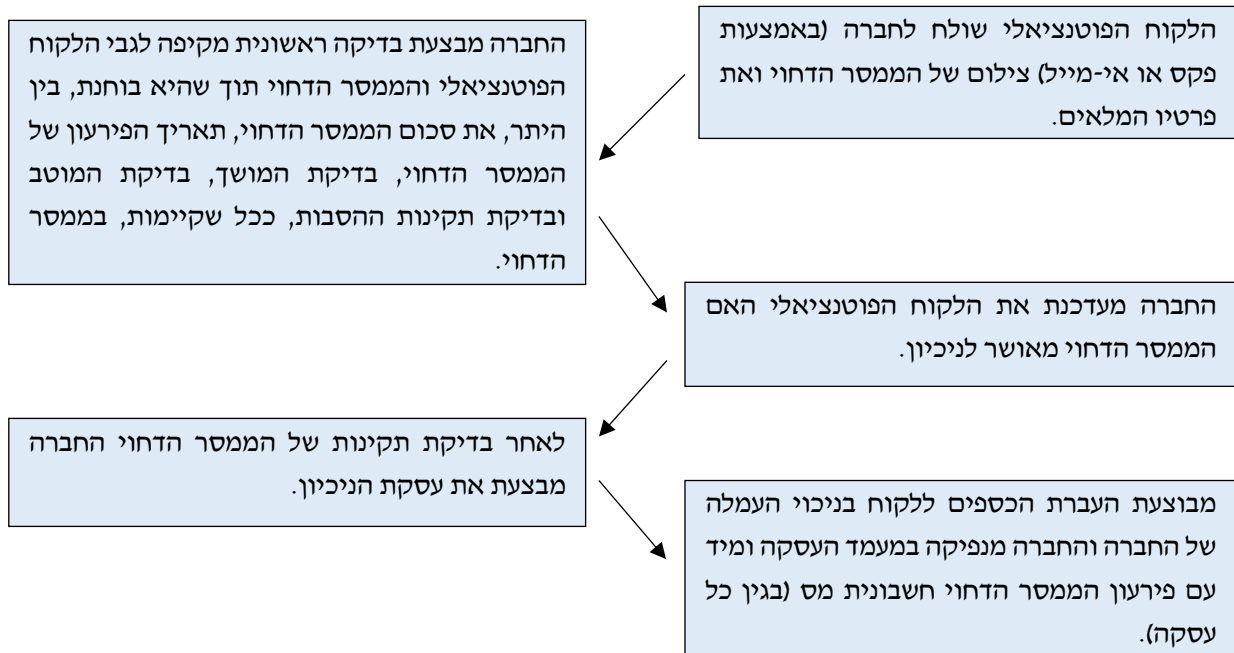 הלקוח הפוטנציאלי שולח לחברה (באמצעות
פקס או אי-מייל) צילום של הממסר הדחוי ואת
פרטיו המלאים.
החברה מבצעת בדיקה ראשונית מקיפה לגבי הלקוח
הפוטנציאלי והממסר הדחוי תוך שהיא בוחנת, בין
היתר, את סכום הממסר הדחוי, תאריך הפירעון של
הממסר הדחוי, בדיקת המושך, בדיקת המוטב
ובדיקת תקינות ההסבות, ככל שקיימות, בממסר
הדחוי.
החברה מעדכנת את הלקוח הפוטנציאלי האם
הממסר הדחוי מאושר לניכיון.
לאחר בדיקת תקינות של הממסר הדחוי החברה
מבצעת את עסקת הניכיון.
מבוצעת העברת הכספים ללקוח בניכוי העמלה
של החברה והחברה מנפיקה במעמד העסקה ומיד
עם פירעון הממסר הדחוי חשבונית מס (בגין כל
עסקה).